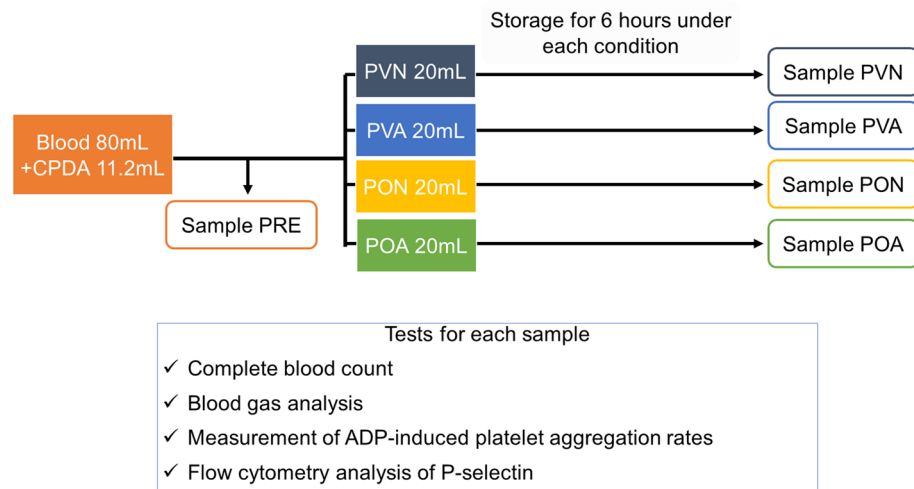 Storage for 6 hours under
each condition
PVN 20mL
Sample PVN
Blood 80mL
+CPDA 11.2mL
PVA 20mL
Sample PVA
PON 20mL
Sample PON
Sample PRE
POA 20mL
Sample POA
Tests for each sample
✓ Complete blood count
✓ Blood gas analysis
✓ Measurement of ADP-induced platelet aggregation rates
✓ Flow cytometry analysis of P-selectin